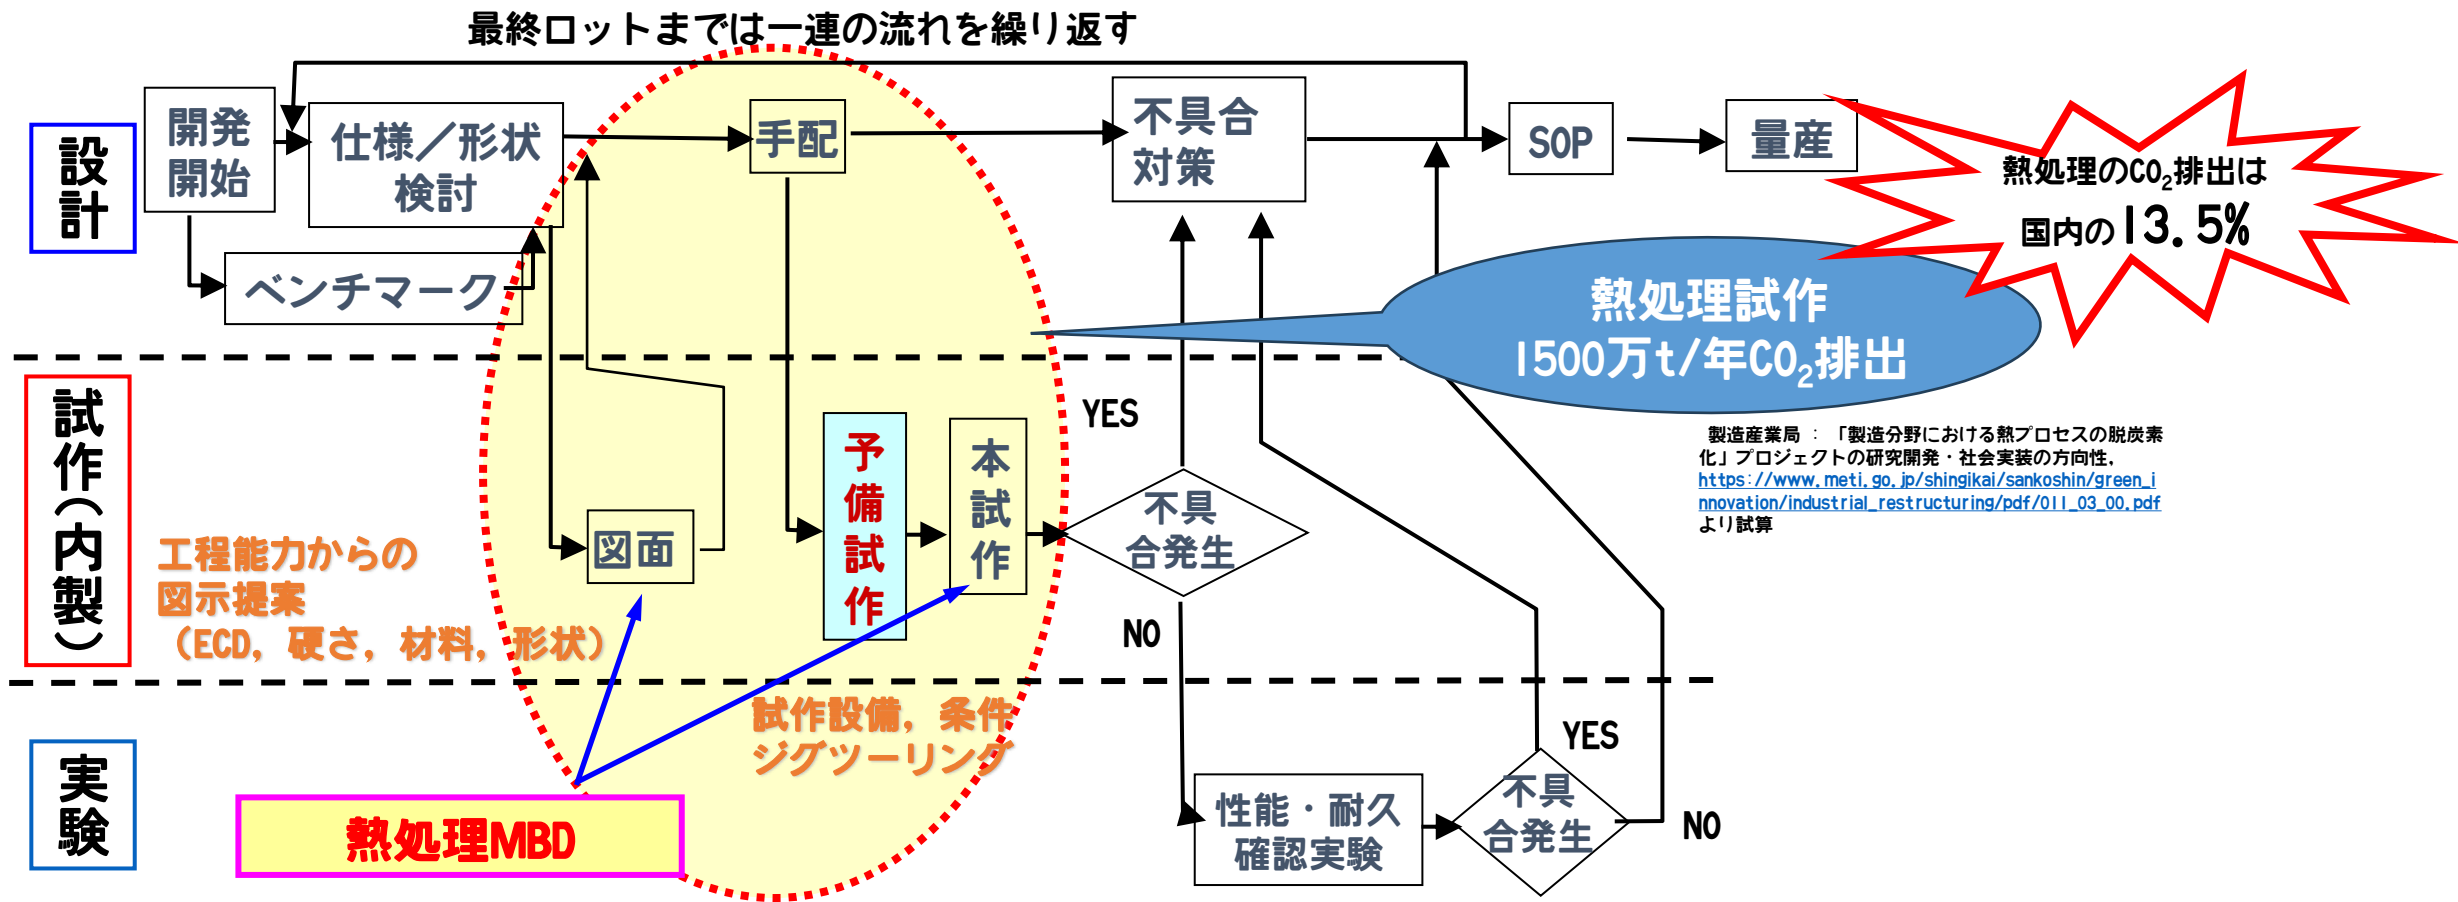 最終ロットまでは一連の流れを繰り返す
設計
開発
開始
仕様／形状
検討
手配
不具合
対策
SOP
量産
ベンチマーク
熱処理のCO₂排出は
国内の13.5%
熱処理試作
1500万t/年CO₂排出
製造産業局 : 「製造分野における熱プロセスの脱炭素
化」プロジェクトの研究開発・社会実装の方向性,
https://www.meti.go.jp/shingikai/sankoshin/green_i
nnovation/industrial_restructuring/pdf/011_03_00.pdf
より試算
試作(内製)
工程能力からの
図示提案
（ECD, 硬さ, 材料, 形状）
図面
予備試作
本試作
YES
不具
合発生
NO
実験
試作設備, 条件
ジグツーリング
熱処理MBD
性能・耐久
確認実験
YES
不具
合発生
NO